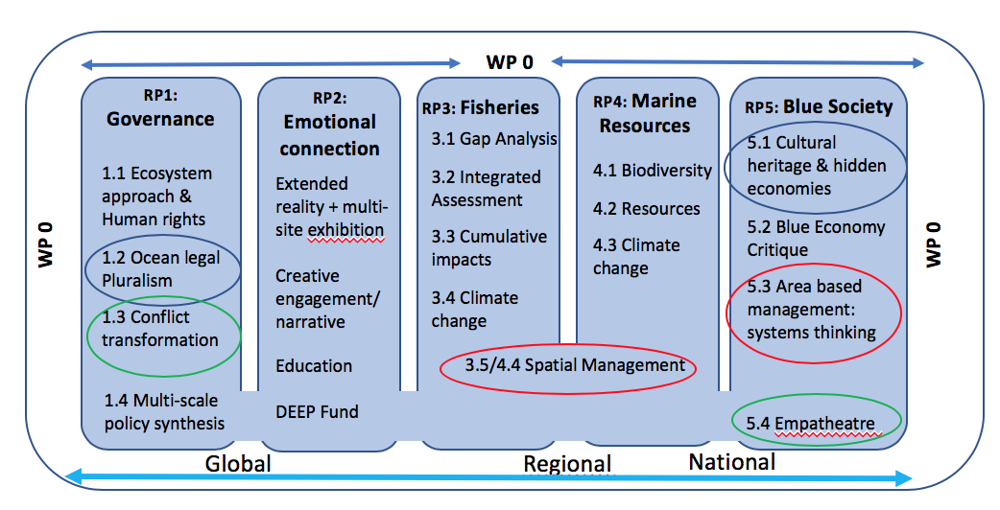 WP 0
WP 0
RP1:
Governance
1.1 Ecosystem
approach &
Human rights
1.2 Ocean legal
Pluralism
1.3 Conflict
transformation
1.4 Multi-scale
policy synthesis
RP2:
Emotional
connection
Extended
reality + multi-
site exhibition
Creative
engagement/
narrative
Education
DEEP Fund
RP3: Fisheries
3.1 Gap Analysis
3.2 Integrated
Assessment
3.3 Cumulative
impacts
3.4 Climate
change
3.5/4.4 Spatial Management
RP4: Marine
Resources
4.1 Biodiversity
4.2 Resources
4.3 Climate
change
RP5: Blue Society
5.1 Cultural
heritage & hidden
economies
5.2 Blue Economy
Critique
5.3 Area based
management:
systems thinking
5.4 Empatheatre
WP 0
Global
Regional
National